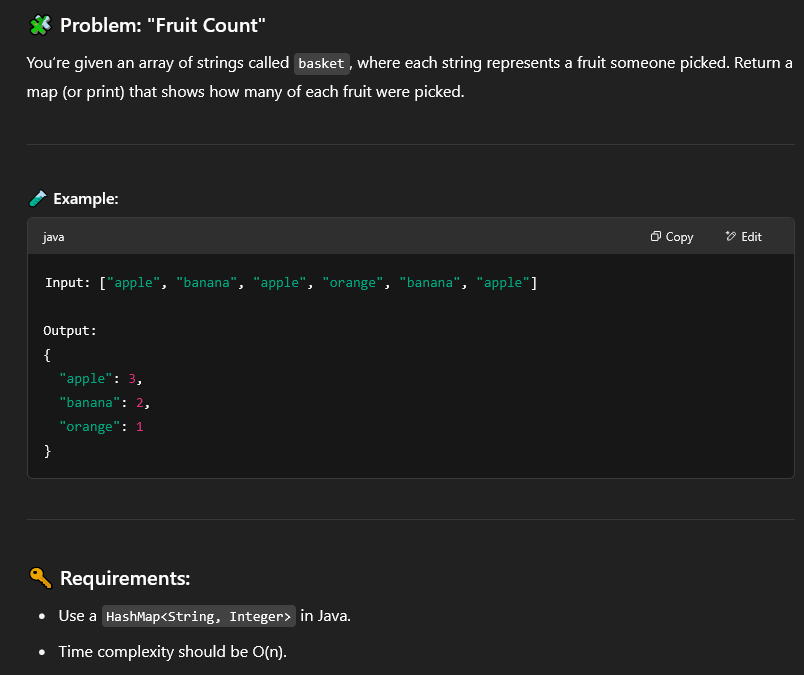 🧩 Problem: "Fruit Count"
You're given an array of strings called basket, where each string represents a fruit someone picked. Return a
map (or print) that shows how many of each fruit were picked.
🧪 Example:
java Copy Edit
Input: ["apple", "banana", "apple", "orange", "banana", "apple"]
Output:
{
  "apple": 3,
  "banana": 2,
  "orange": 1
}
🔑 Requirements:
• Use a HashMap<String, Integer> in Java.
• Time complexity should be O(n).